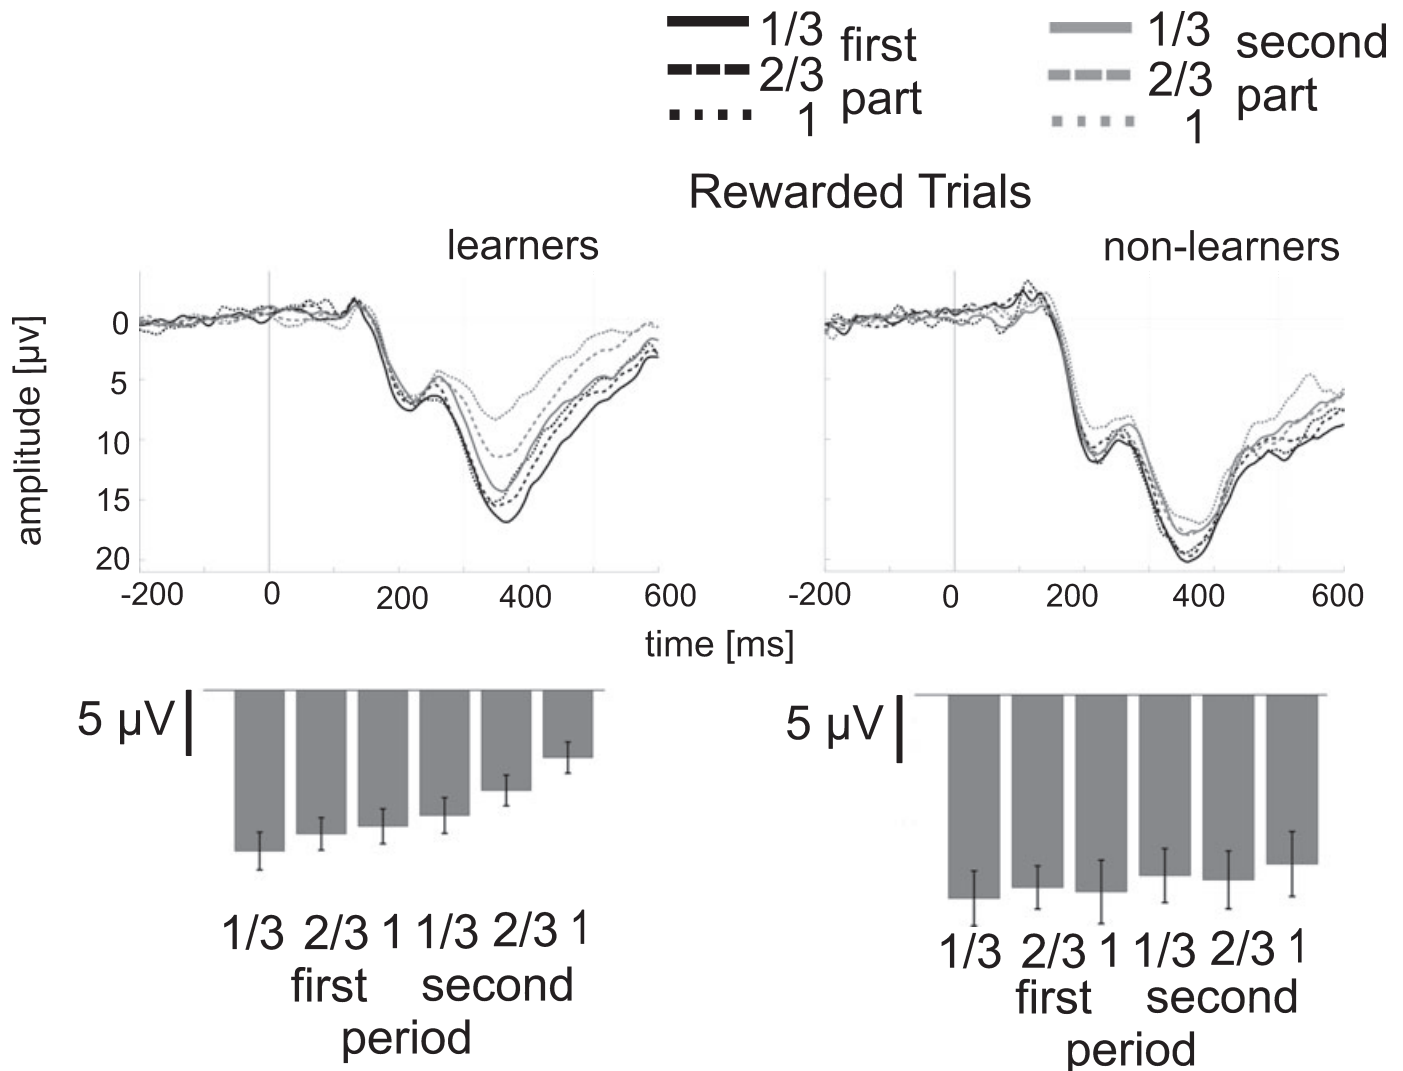 1/3 first 1/3 second
2/3 part 2/3 part
1 1
Rewarded Trials
learners non-learners
amplitude [µv]
0
5
10
15
20
-200 0 200 400 600 -200 0 200 400 600
time [ms]
5 µV 5 µV
1/3 2/3 1 1/3 2/3 1 1/3 2/3 1 1/3 2/3 1
first second first second
period period